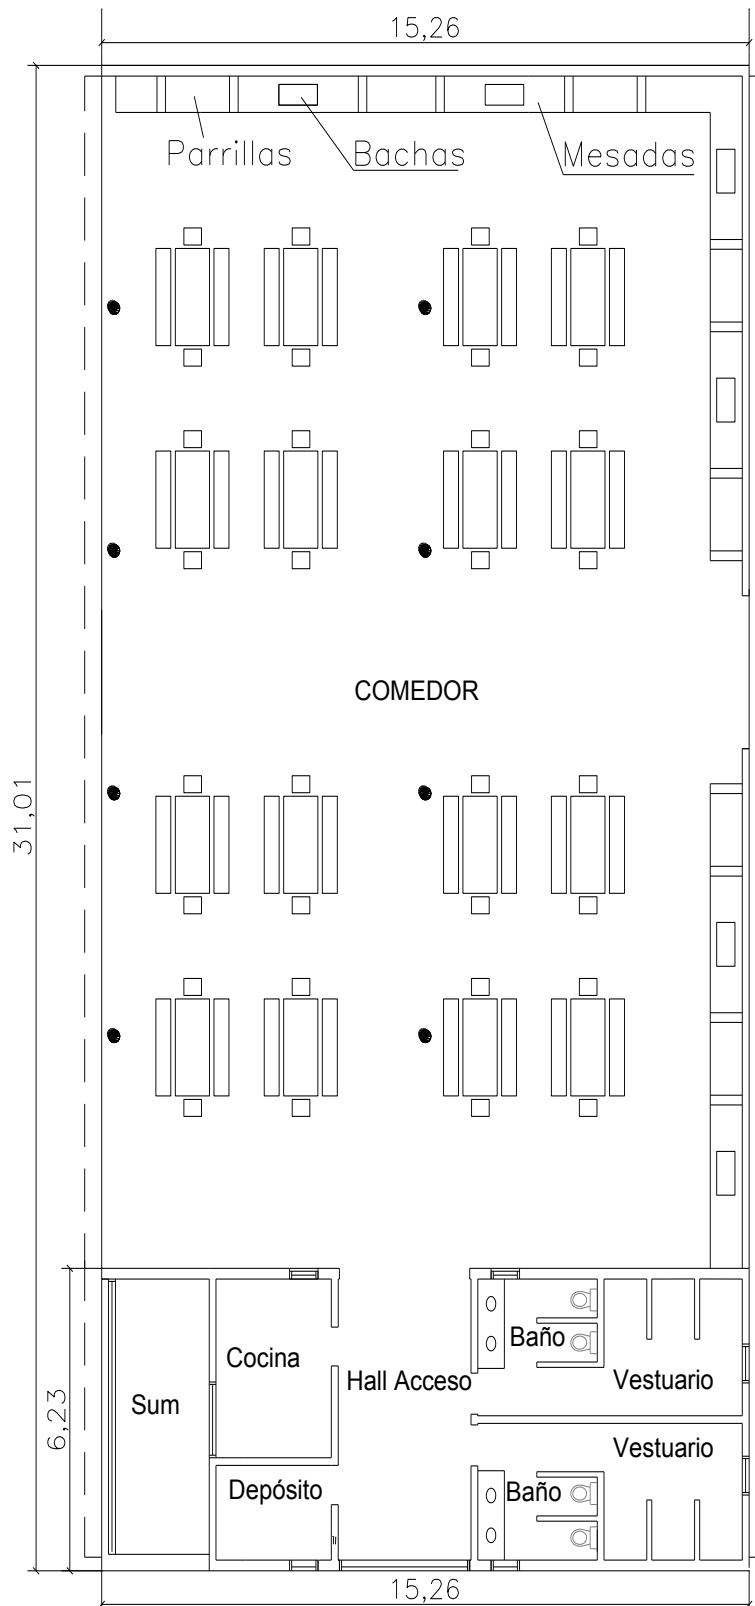 15,26
Parrillas
Bachas
Mesadas
COMEDOR
31,01
6,23
Cocina
Sum
Hall Acceso
Baño
Vestuario
Depósito
Baño
Vestuario
15,26